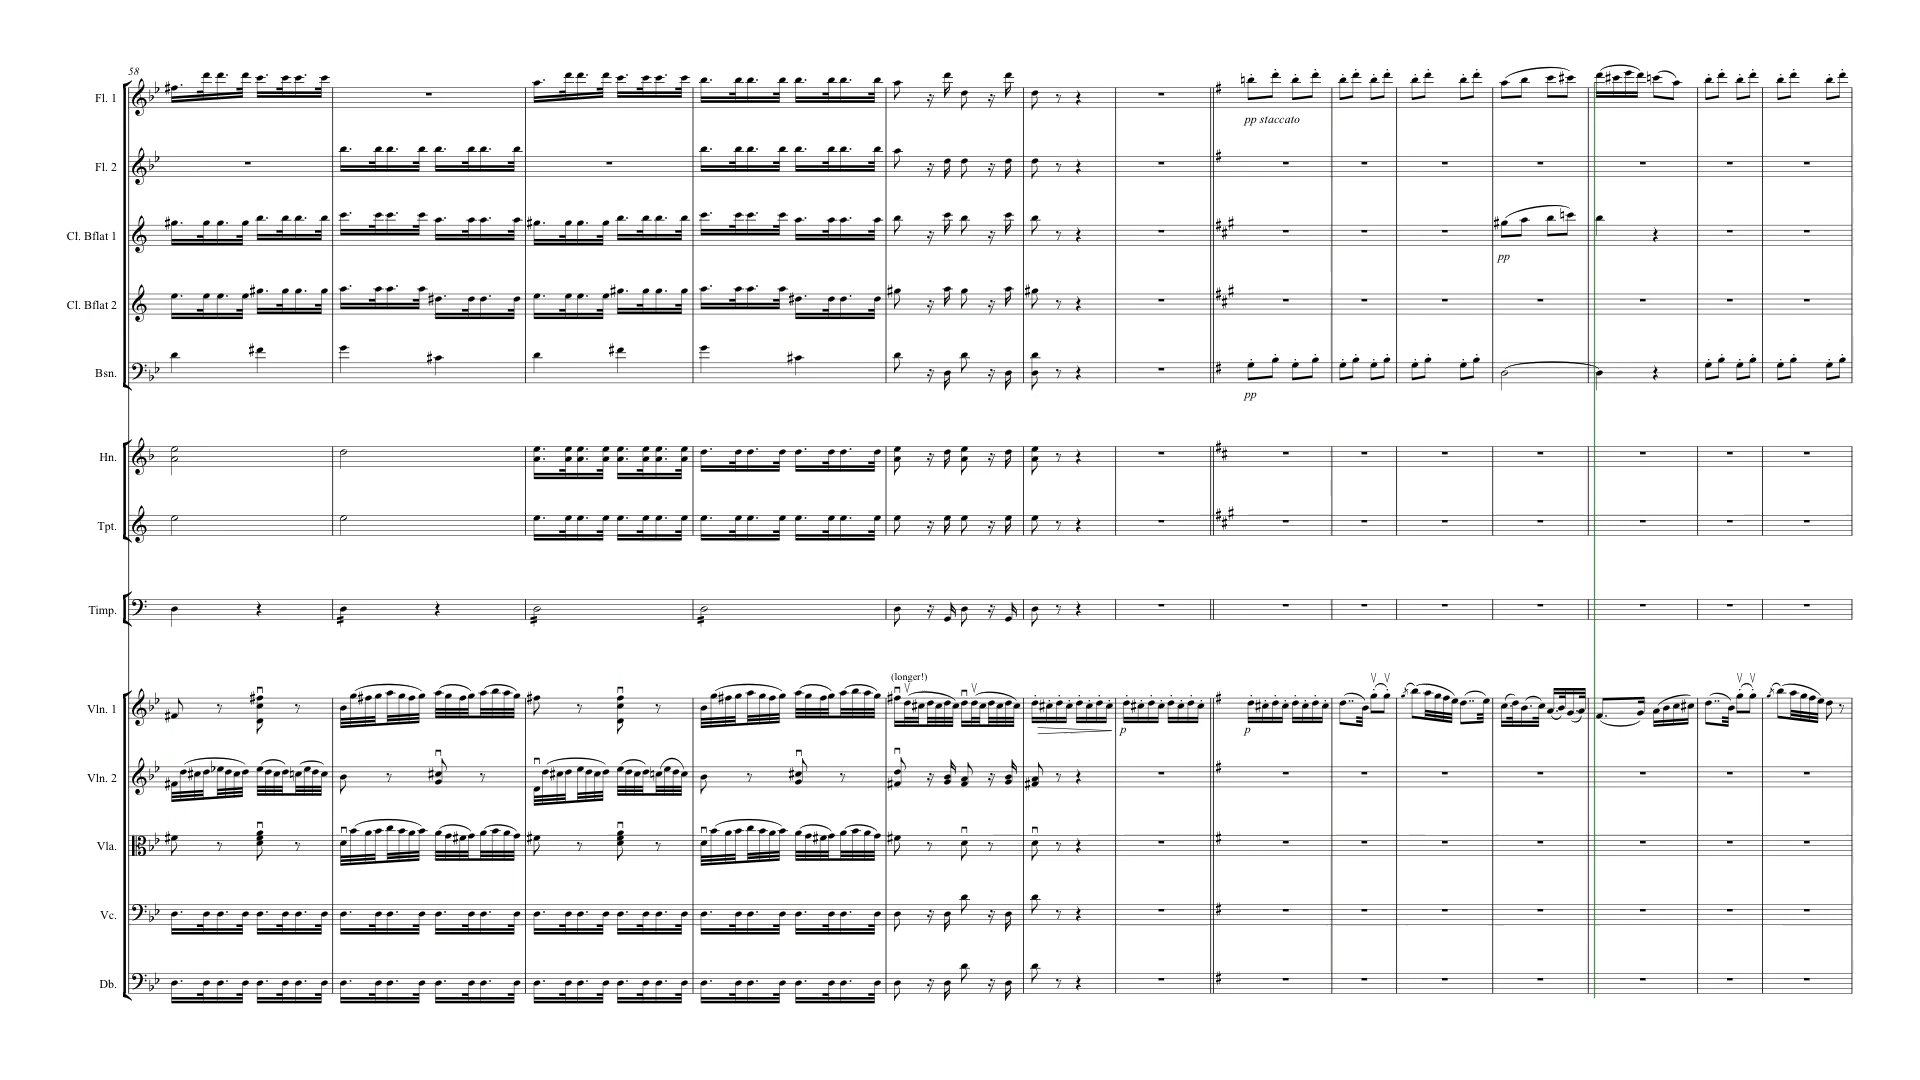 58
Fl. 1
pp staccato
Fl. 2
Cl. Bflat 1
pp
Cl. Bflat 2
Bsn.
pp
Hn.
Tpt.
Timp.
(longer!)
Vln. 1
p
p
Vln. 2
Vla.
Vc.
Db.